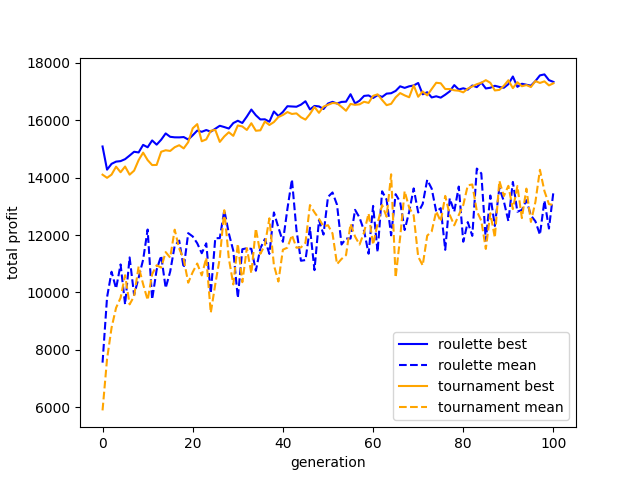 18000
16000
14000
12000
10000
8000
6000
total profit
0
20
40
60
80
100
generation
roulette best
roulette mean
tournament best
tournament mean